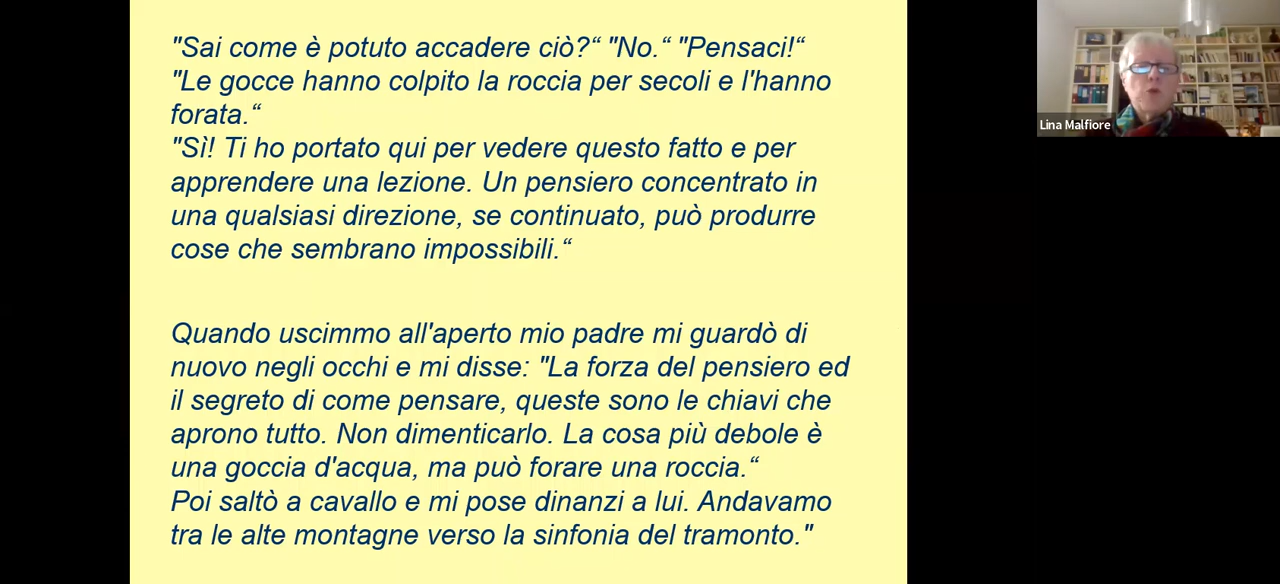 "Sai come è potuto accadere ciò?“ "No.“ "Pensaci!“
"Le gocce hanno colpito la roccia per secoli e l'hanno
forata.“
"Sì! Ti ho portato qui per vedere questo fatto e per
apprendere una lezione. Un pensiero concentrato in
una qualsiasi direzione, se continuato, può produrre
cose che sembrano impossibili.“
Quando uscimmo all'aperto mio padre mi guardò di
nuovo negli occhi e mi disse: "La forza del pensiero ed
il segreto di come pensare, queste sono le chiavi che
aprono tutto. Non dimenticarlo. La cosa più debole è
una goccia d'acqua, ma può forare una roccia.“
Poi saltò a cavallo e mi pose dinanzi a lui. Andavamo
tra le alte montagne verso la sinfonia del tramonto."
Lina Malfiore